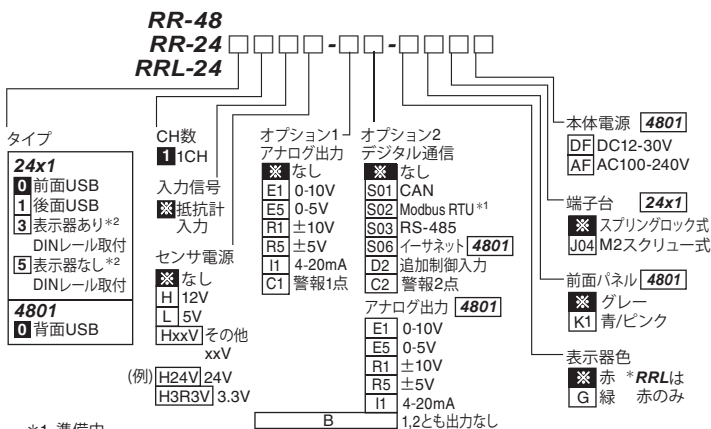 RR-48
RR-24□□□□-□□-□□□□
RRL-24
タイプ
24x1
0 前面USB
1 後面USB
3 表示器あり*2
DINレール取付
5 表示器なし*2
DINレール取付
4801
0 背面USB
CH数
1 1CH
入力信号
※ 抵抗計
入力
センサ電源
※ なし
H 12V
L 5V
HxxV その他
xxV
(例) H24V 24V
H3R3V 3.3V
オプション1
アナログ出力
※ なし
E1 0-10V
E5 0-5V
R1 ±10V
R5 ±5V
I1 4-20mA
C1 警報1点
オプション2
デジタル通信
※ なし
S01 CAN
S02 Modbus RTU*1
S03 RS-485
S06 イーサネット 4801
D2 追加制御入力
C2 警報2点
アナログ出力 4801
E1 0-10V
E5 0-5V
R1 ±10V
R5 ±5V
I1 4-20mA
B 1,2とも出力なし
本体電源 4801
DF DC12-30V
AF AC100-240V
端子台 24x1
※ スプリングロック式
J04 M2スクリュー式
前面パネル 4801
※ グレー
K1 青/ピンク
表示器色
※ 赤 *RRLは
G 緑 赤のみ
*1 準備中